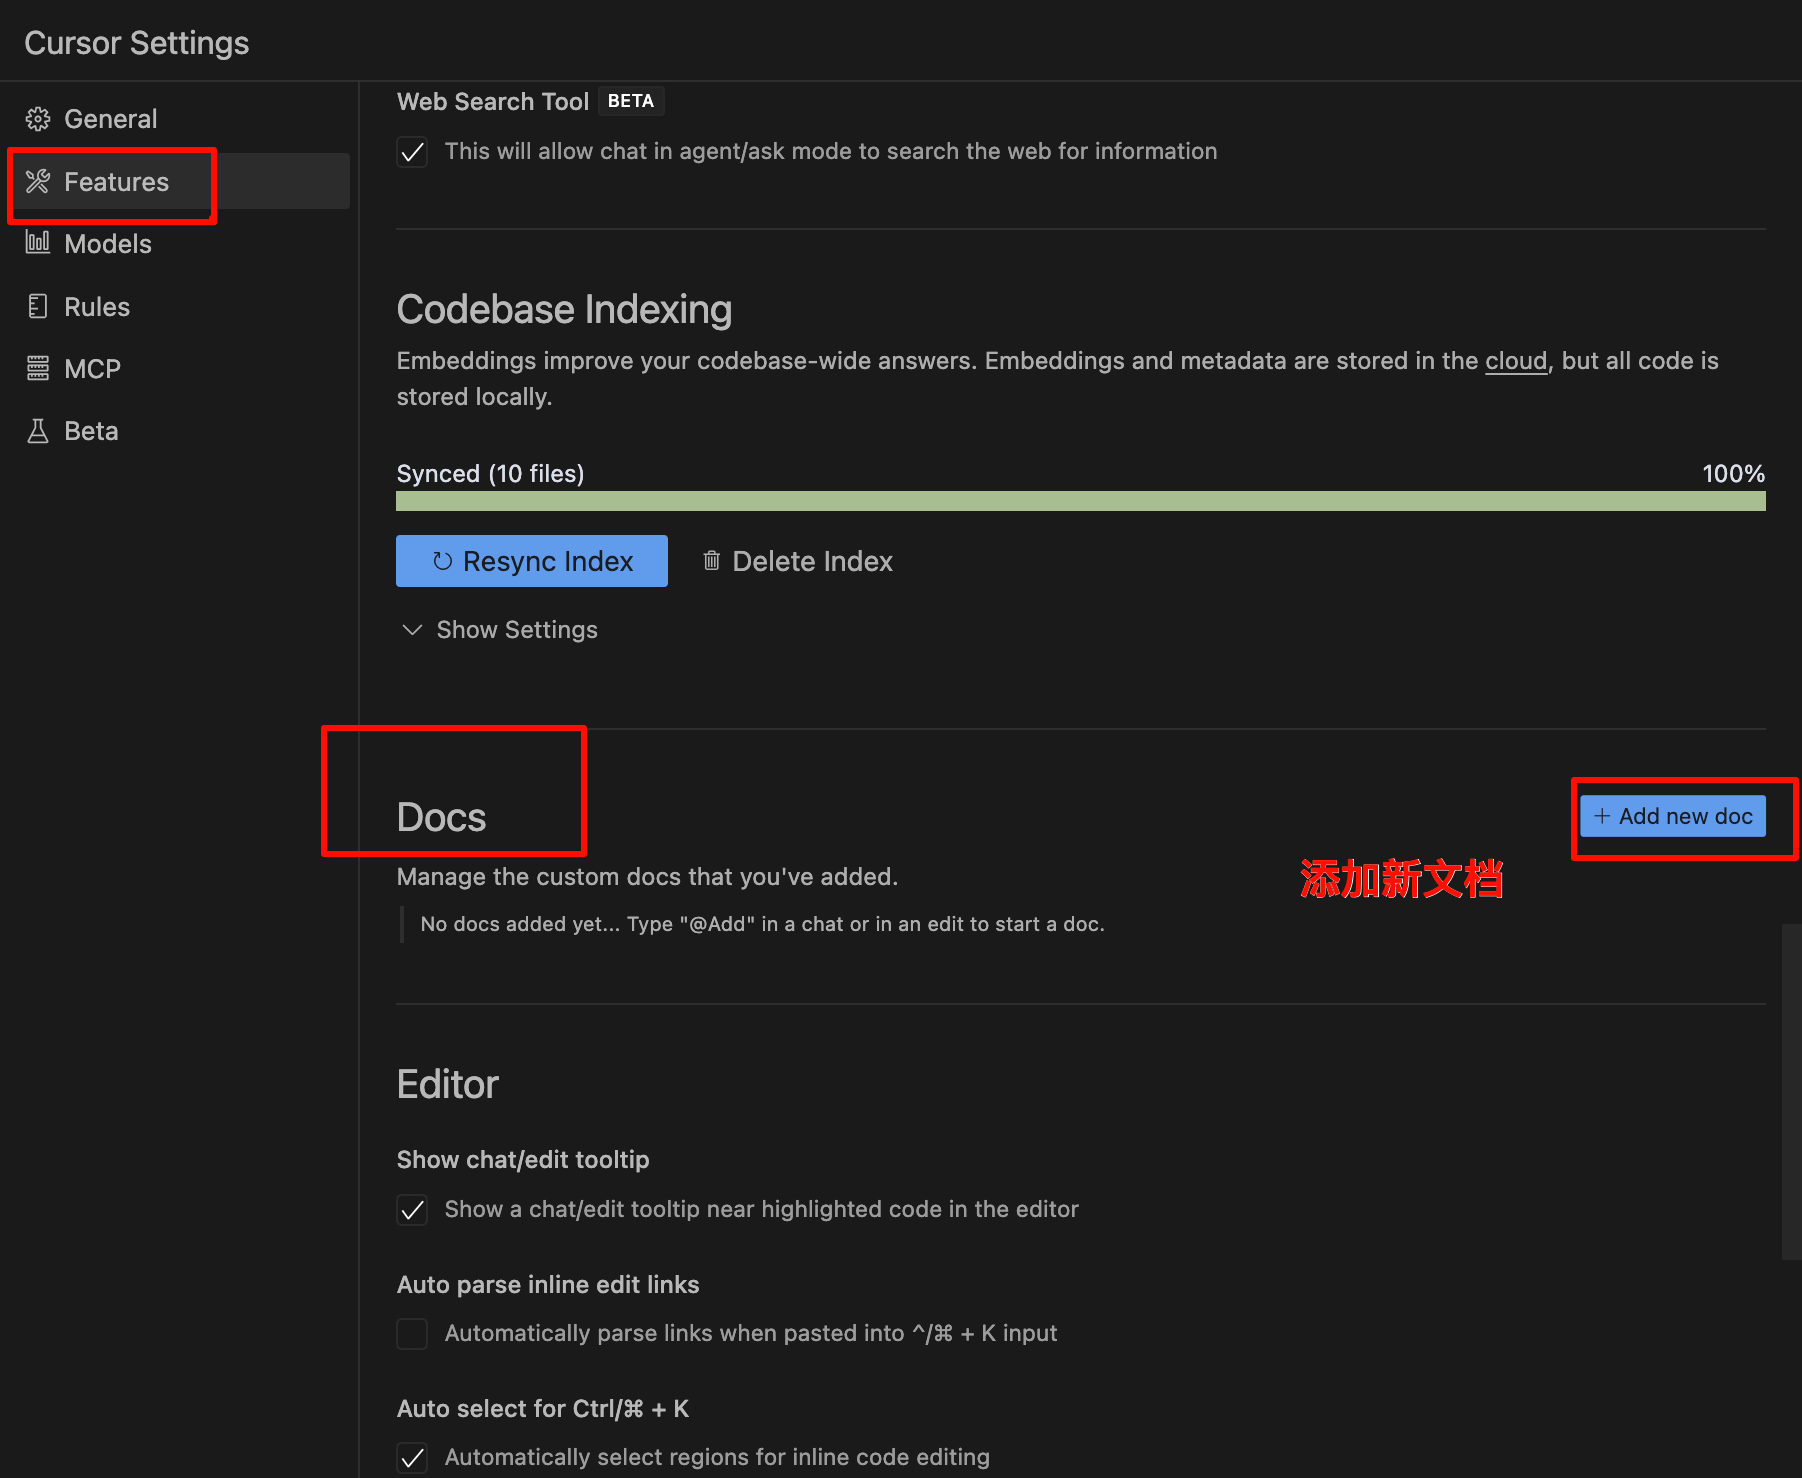 Cursor Settings
General
Features
Models
Rules
MCP
Beta
Web Search Tool BETA
This will allow chat in agent/ask mode to search the web for information
Codebase Indexing
Embeddings improve your codebase-wide answers. Embeddings and metadata are stored in the cloud, but all code is
stored locally.
Synced (10 files) 100%
Resync Index Delete Index
Show Settings
Docs + Add new doc
添加新文档
Manage the custom docs that you've added.
No docs added yet... Type "@Add" in a chat or in an edit to start a doc.
Editor
Show chat/edit tooltip
Show a chat/edit tooltip near highlighted code in the editor
Auto parse inline edit links
Automatically parse links when pasted into ^/⌘ + K input
Auto select for Ctrl/⌘ + K
Automatically select regions for inline code editing